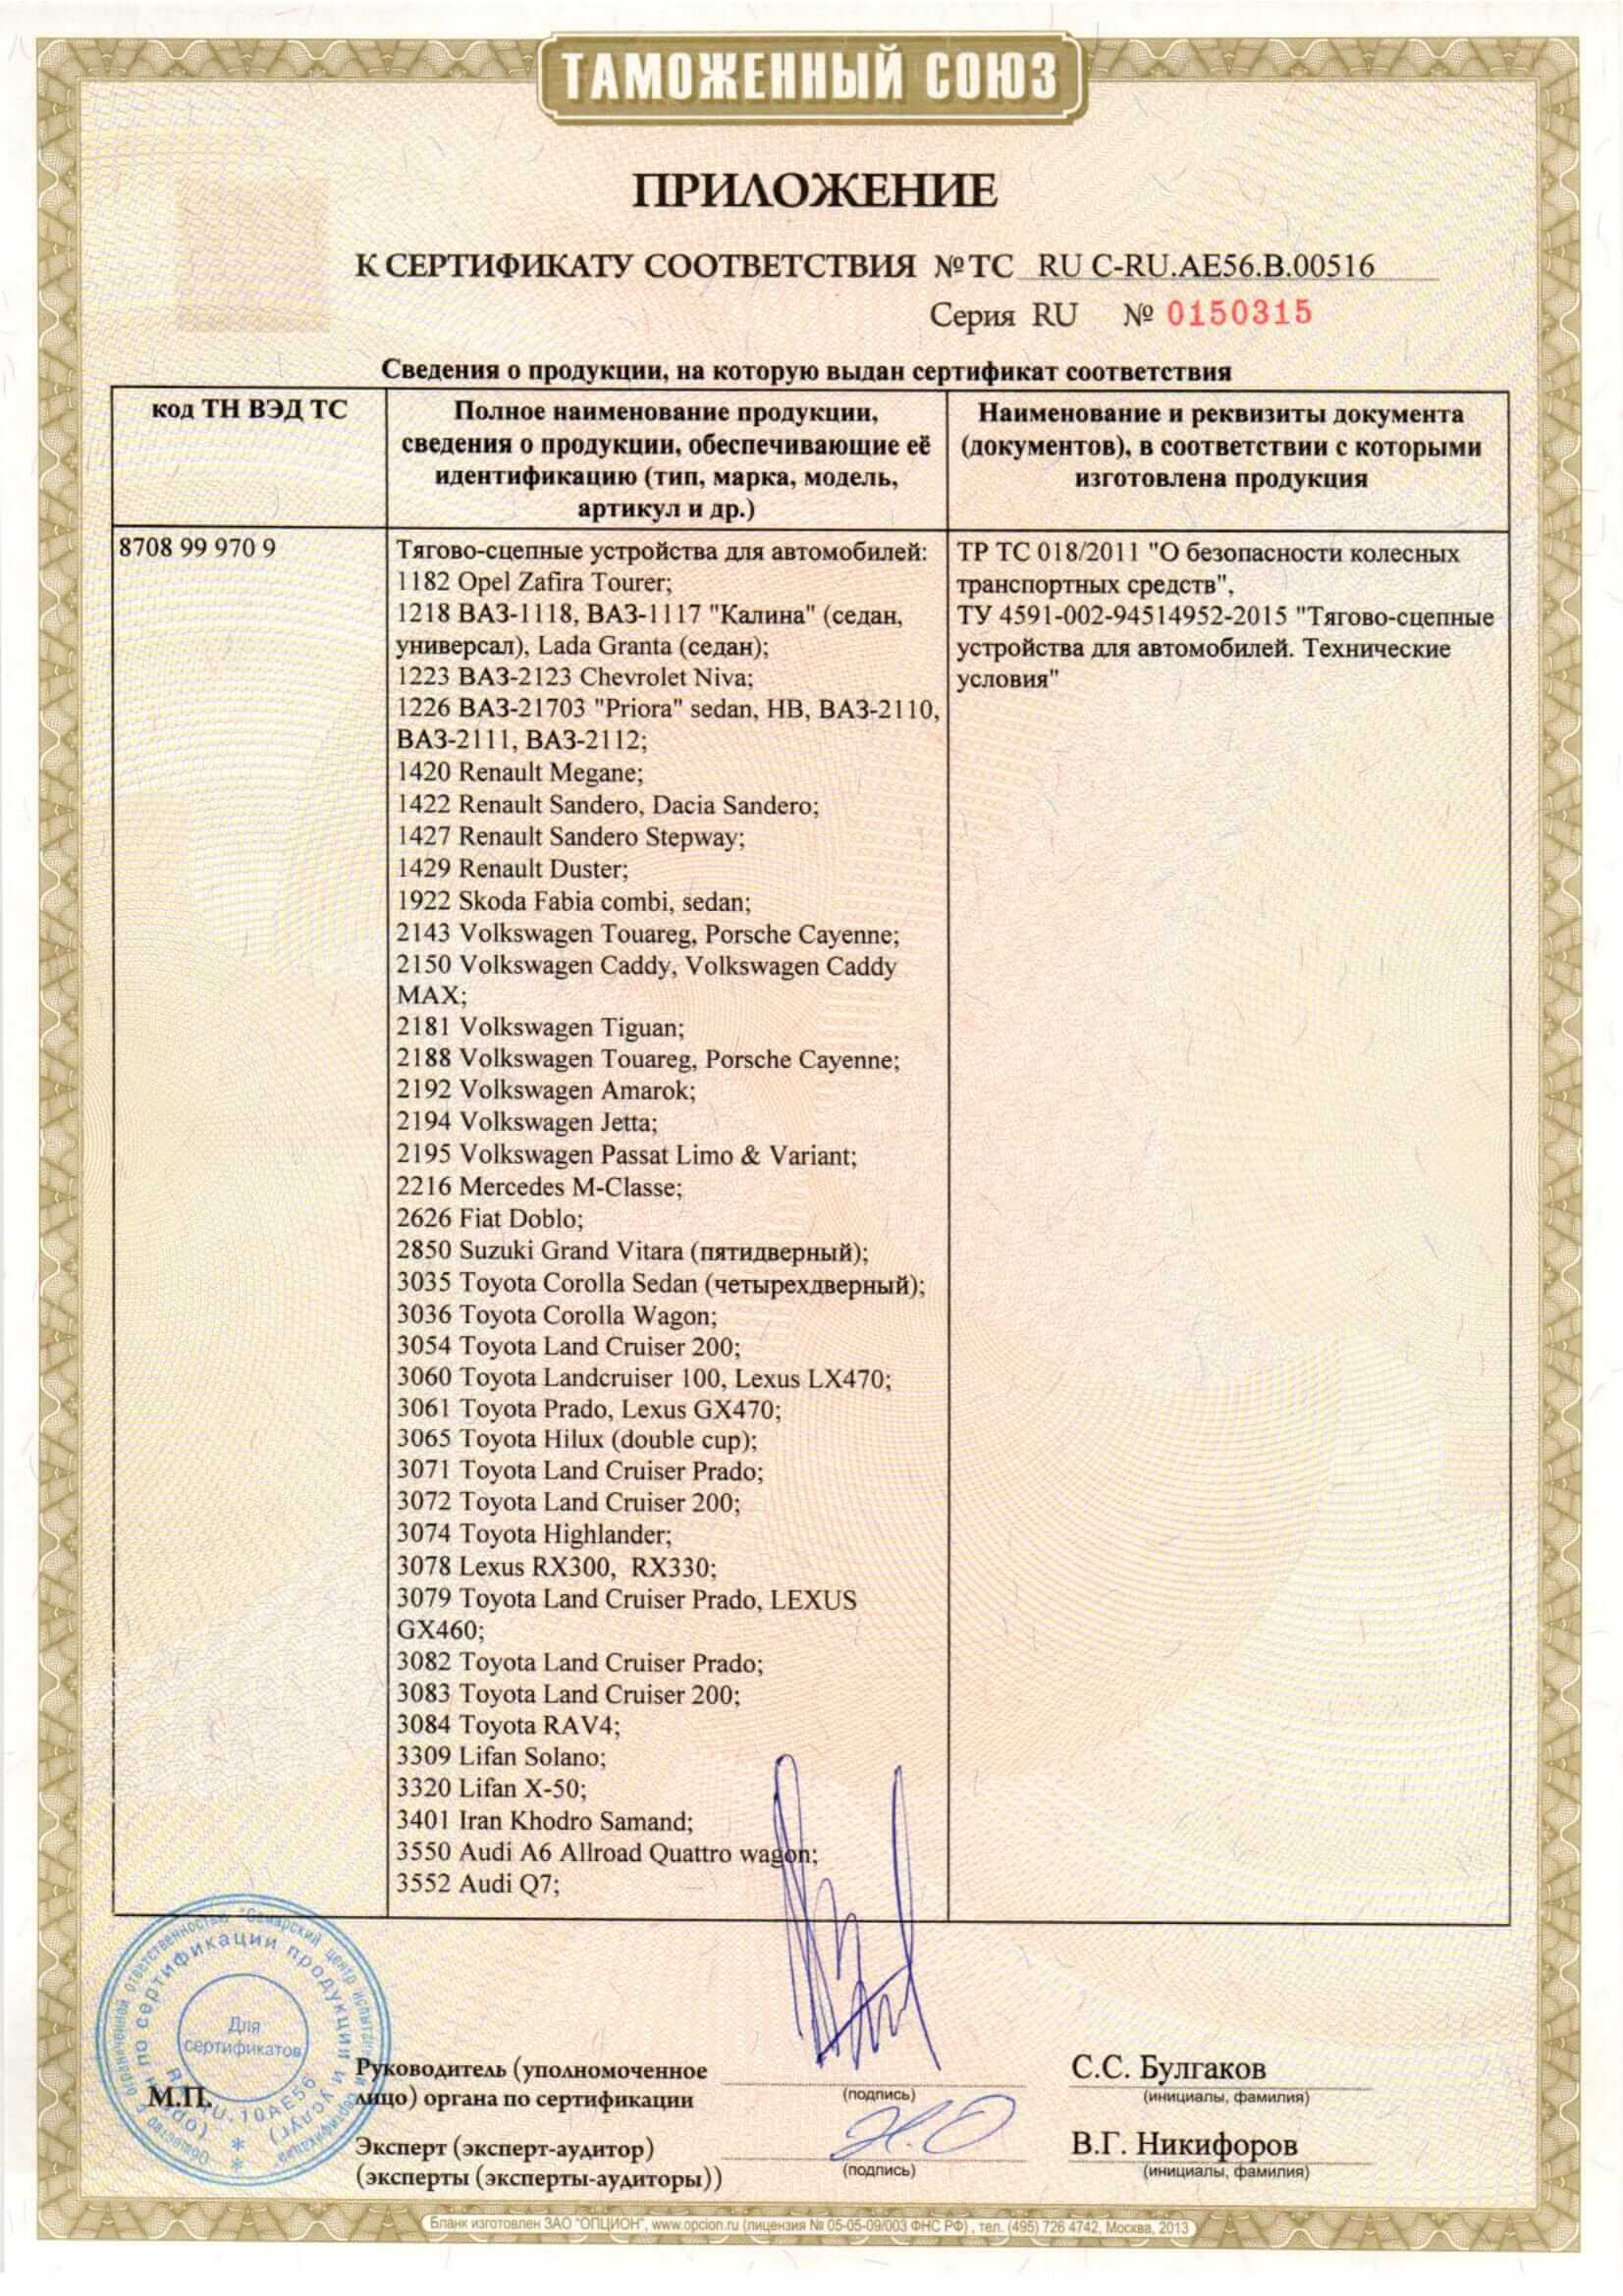 ТАМОЖЕННЫЙ СОЮЗ
ПРИЛОЖЕНИЕ
К СЕРТИФИКАТУ СООТВЕТСТВИЯ №ТС RU C-RU.АЕ56.В.00516
Серия RU № 0150315
Сведения о продукции, на которую выдан сертификат соответствия
код ТН ВЭД ТС
Полное наименование продукции,
сведения о продукции, обеспечивающие её
идентификацию (тип, марка, модель,
артикул и др.)
Наименование и реквизиты документа
(документов), в соответствии с которыми
изготовлена продукция
8708 99 970 9
Тягово-сцепные устройства для автомобилей:
1182 Opel Zafira Tourer;
1218 ВАЗ-1118, ВАЗ-1117 "Калина" (седан,
универсал), Lada Granta (седан);
1223 ВАЗ-2123 Chevrolet Niva;
1226 ВАЗ-21703 "Priora" sedan, HB, ВАЗ-2110,
ВАЗ-2111, ВАЗ-2112;
1420 Renault Megane;
1422 Renault Sandero, Dacia Sandero;
1427 Renault Sandero Stepway;
1429 Renault Duster;
1922 Skoda Fabia combi, sedan;
2143 Volkswagen Touareg, Porsche Cayenne;
2150 Volkswagen Caddy, Volkswagen Caddy
MAX;
2181 Volkswagen Tiguan;
2188 Volkswagen Touareg, Porsche Cayenne;
2192 Volkswagen Amarok;
2194 Volkswagen Jetta;
2195 Volkswagen Passat Limo & Variant;
2216 Mercedes M-Classe;
2626 Fiat Doblo;
2850 Suzuki Grand Vitara (пятидверный);
3035 Toyota Corolla Sedan (четырехдверный);
3036 Toyota Corolla Wagon;
3054 Toyota Land Cruiser 200;
3060 Toyota Landcruiser 100, Lexus LX470;
3061 Toyota Prado, Lexus GX470;
3065 Toyota Hilux (double cup);
3071 Toyota Land Cruiser Prado;
3072 Toyota Land Cruiser 200;
3074 Toyota Highlander;
3078 Lexus RX300, RX330;
3079 Toyota Land Cruiser Prado, LEXUS
GX460;
3082 Toyota Land Cruiser Prado;
3083 Toyota Land Cruiser 200;
3084 Toyota RAV4;
3309 Lifan Solano;
3320 Lifan X-50;
3401 Iran Khodro Samand;
3550 Audi A6 Allroad Quattro wagon;
3552 Audi Q7;
ТР ТС 018/2011 "О безопасности колесных
транспортных средств",
ТУ 4591-002-94514952-2015 "Тягово-сцепные
устройства для автомобилей. Технические
условия"
Для
сертификатов
по сертификации продукции и услуг)
М.П.
Руководитель (уполномоченное
лицо) органа по сертификации
(подпись)
С.С. Булгаков
(инициалы, фамилия)
Эксперт (эксперт-аудитор)
(эксперты (эксперты-аудиторы))
(подпись)
В.Г. Никифоров
(инициалы, фамилия)
Бланк изготовлен ЗАО "ОПЦИОН", www.opcion.ru (лицензия № 05-05-09/003 ФНС РФ), тел. (495) 726 4742, Москва, 2013